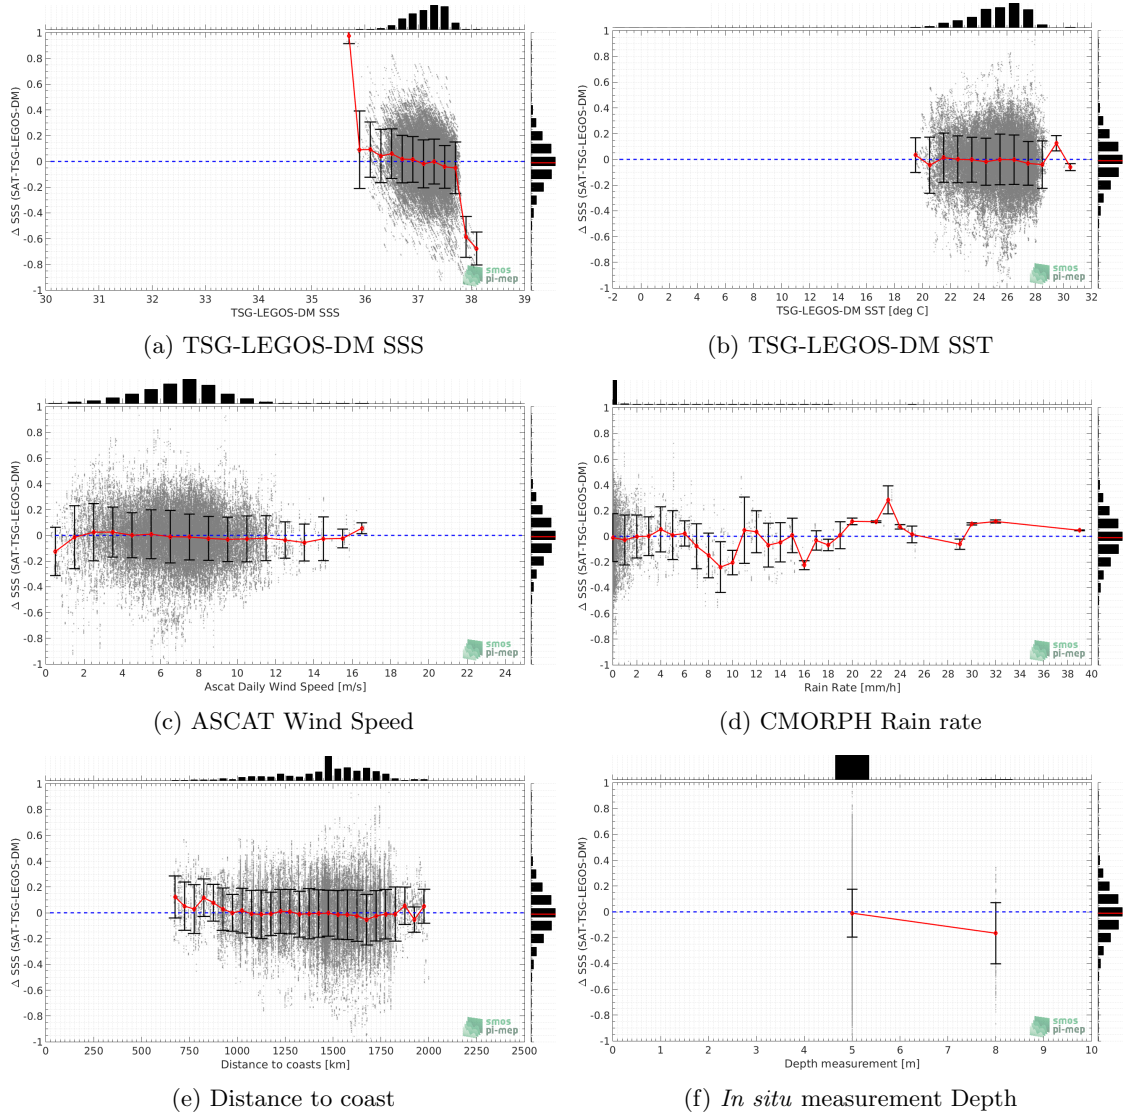 1
0.8
0.6
0.4
0.2
0
-0.2
-0.4
-0.6
-0.8
-1
Δ SSS (SAT-TSG-LEGOS-DM)
30 31 32 33 34 35 36 37 38 39
TSG-LEGOS-DM SSS
smos
pi-mep
(a) TSG-LEGOS-DM SSS
1
0.8
0.6
0.4
0.2
0
-0.2
-0.4
-0.6
-0.8
-1
Δ SSS (SAT-TSG-LEGOS-DM)
-2 0 2 4 6 8 10 12 14 16 18 20 22 24 26 28 30 32
TSG-LEGOS-DM SST [deg C]
smos
pi-mep
(b) TSG-LEGOS-DM SST
1
0.8
0.6
0.4
0.2
0
-0.2
-0.4
-0.6
-0.8
-1
Δ SSS (SAT-TSG-LEGOS-DM)
0 2 4 6 8 10 12 14 16 18 20 22 24
Ascat Daily Wind Speed [m/s]
smos
pi-mep
(c) ASCAT Wind Speed
1
0.8
0.6
0.4
0.2
0
-0.2
-0.4
-0.6
-0.8
-1
Δ SSS (SAT-TSG-LEGOS-DM)
0 2 4 6 8 10 12 14 16 18 20 22 24 26 28 30 32 34 36 38 40
Rain Rate [mm/h]
smos
pi-mep
(d) CMORPH Rain rate
1
0.8
0.6
0.4
0.2
0
-0.2
-0.4
-0.6
-0.8
-1
Δ SSS (SAT-TSG-LEGOS-DM)
0 250 500 750 1000 1250 1500 1750 2000 2250 2500
Distance to coasts [km]
smos
pi-mep
(e) Distance to coast
1
0.8
0.6
0.4
0.2
0
-0.2
-0.4
-0.6
-0.8
-1
Δ SSS (SAT-TSG-LEGOS-DM)
0 1 2 3 4 5 6 7 8 9 10
Depth measurement [m]
smos
pi-mep
(f) In situ measurement Depth